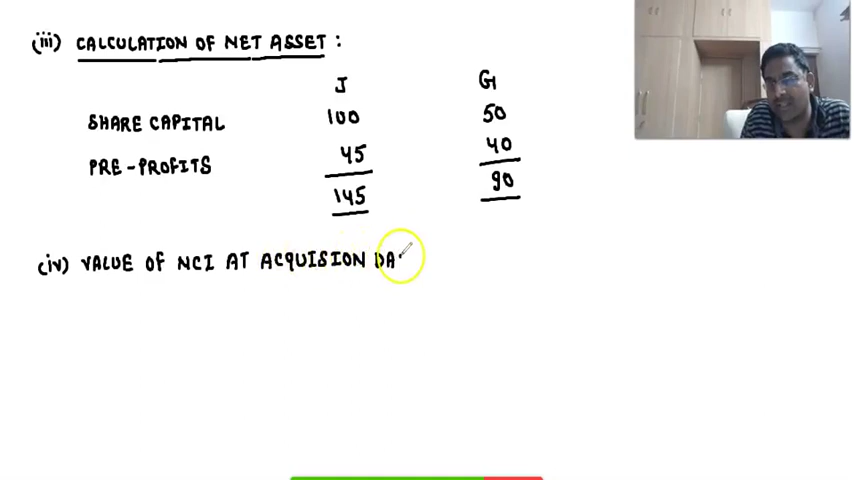 (iii) CALCULATION OF NET ASSET :
J G
SHARE CAPITAL 100 50
PRE-PROFITS 45 40
145 90
(iv) VALUE OF NCI AT ACQUISION DA